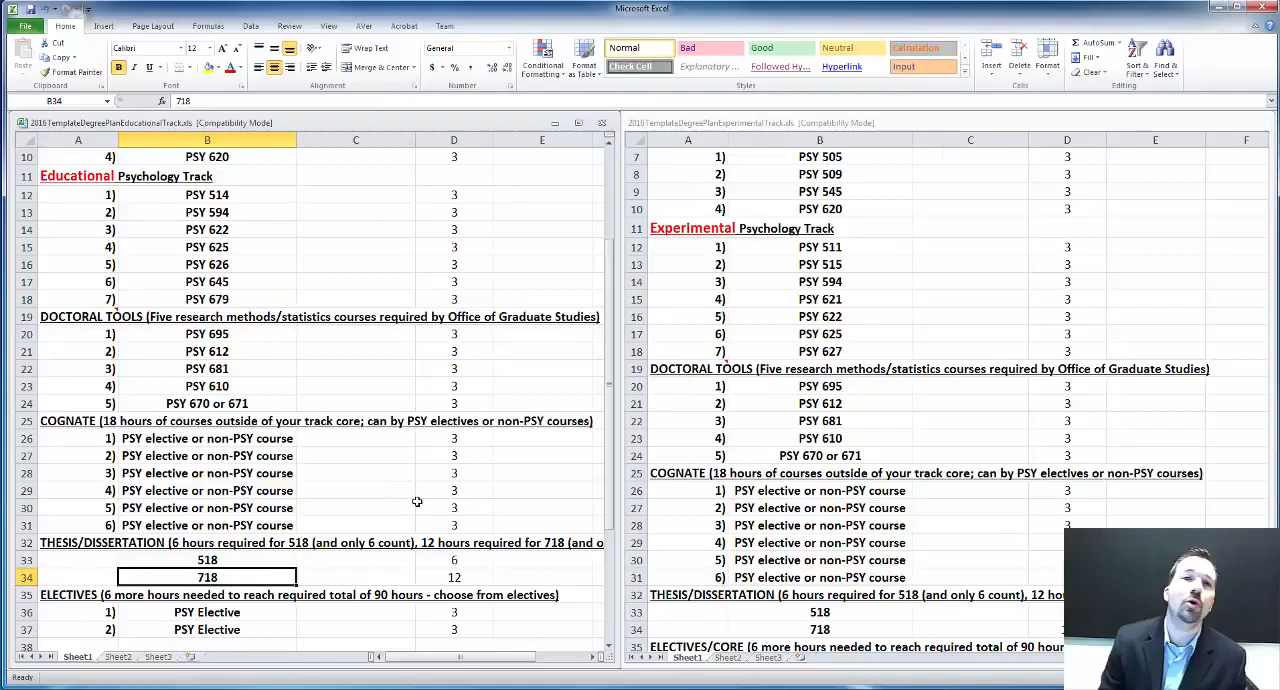 Microsoft Excel
File Home Insert Page Layout Formulas Data Review View AVer Acrobat Team
Cut
Copy
Format Painter
Paste
Clipboard
Calibri 12
B I U
Font
Wrap Text
Merge & Center
Alignment
General
$ % ,
Number
Conditional Formatting
Format as Table
Normal Bad Good Neutral Calculation
Check Cell Explanatory ... Followed Hy... Hyperlink Input
Styles
Insert Delete Format
Cells
AutoSum
Fill
Clear
Sort & Filter
Find & Select
Editing
B34 fx 718
2016TemplateDegreePlanEducationalTrack.xls [Compatibility Mode]
A B C D E
10 4) PSY 620 3
11 Educational Psychology Track
12 1) PSY 514 3
13 2) PSY 594 3
14 3) PSY 622 3
15 4) PSY 625 3
16 5) PSY 626 3
17 6) PSY 645 3
18 7) PSY 679 3
19 DOCTORAL TOOLS (Five research methods/statistics courses required by Office of Graduate Studies)
20 1) PSY 695 3
21 2) PSY 612 3
22 3) PSY 681 3
23 4) PSY 610 3
24 5) PSY 670 or 671 3
25 COGNATE (18 hours of courses outside of your track core; can by PSY electives or non-PSY courses)
26 1) PSY elective or non-PSY course 3
27 2) PSY elective or non-PSY course 3
28 3) PSY elective or non-PSY course 3
29 4) PSY elective or non-PSY course 3
30 5) PSY elective or non-PSY course 3
31 6) PSY elective or non-PSY course 3
32 THESIS/DISSERTATION (6 hours required for 518 (and only 6 count), 12 hours required for 718 (and o
33 518 6
34 718 12
35 ELECTIVES (6 more hours needed to reach required total of 90 hours - choose from electives)
36 1) PSY Elective 3
37 2) PSY Elective 3
38
Sheet1 Sheet2 Sheet3
2016TemplateDegreePlanExperimentalTrack.xls [Compatibility Mode]
A B C D E F
7 1) PSY 505 3
8 2) PSY 509 3
9 3) PSY 545 3
10 4) PSY 620 3
11 Experimental Psychology Track
12 1) PSY 511 3
13 2) PSY 515 3
14 3) PSY 594 3
15 4) PSY 621 3
16 5) PSY 622 3
17 6) PSY 625 3
18 7) PSY 627 3
19 DOCTORAL TOOLS (Five research methods/statistics courses required by Office of Graduate Studies)
20 1) PSY 695 3
21 2) PSY 612 3
22 3) PSY 681 3
23 4) PSY 610 3
24 5) PSY 670 or 671 3
25 COGNATE (18 hours of courses outside of your track core; can by PSY electives or non-PSY courses)
26 1) PSY elective or non-PSY course 3
27 2) PSY elective or non-PSY course 3
28 3) PSY elective or non-PSY course
29 4) PSY elective or non-PSY course
30 5) PSY elective or non-PSY course
31 6) PSY elective or non-PSY course
32 THESIS/DISSERTATION (6 hours required for 518 (and only 6 count), 12 hou
33 518
34 718
35 ELECTIVES/CORE (6 more hours needed to reach required total of 90 hou
Sheet1 Sheet2 Sheet3
Ready